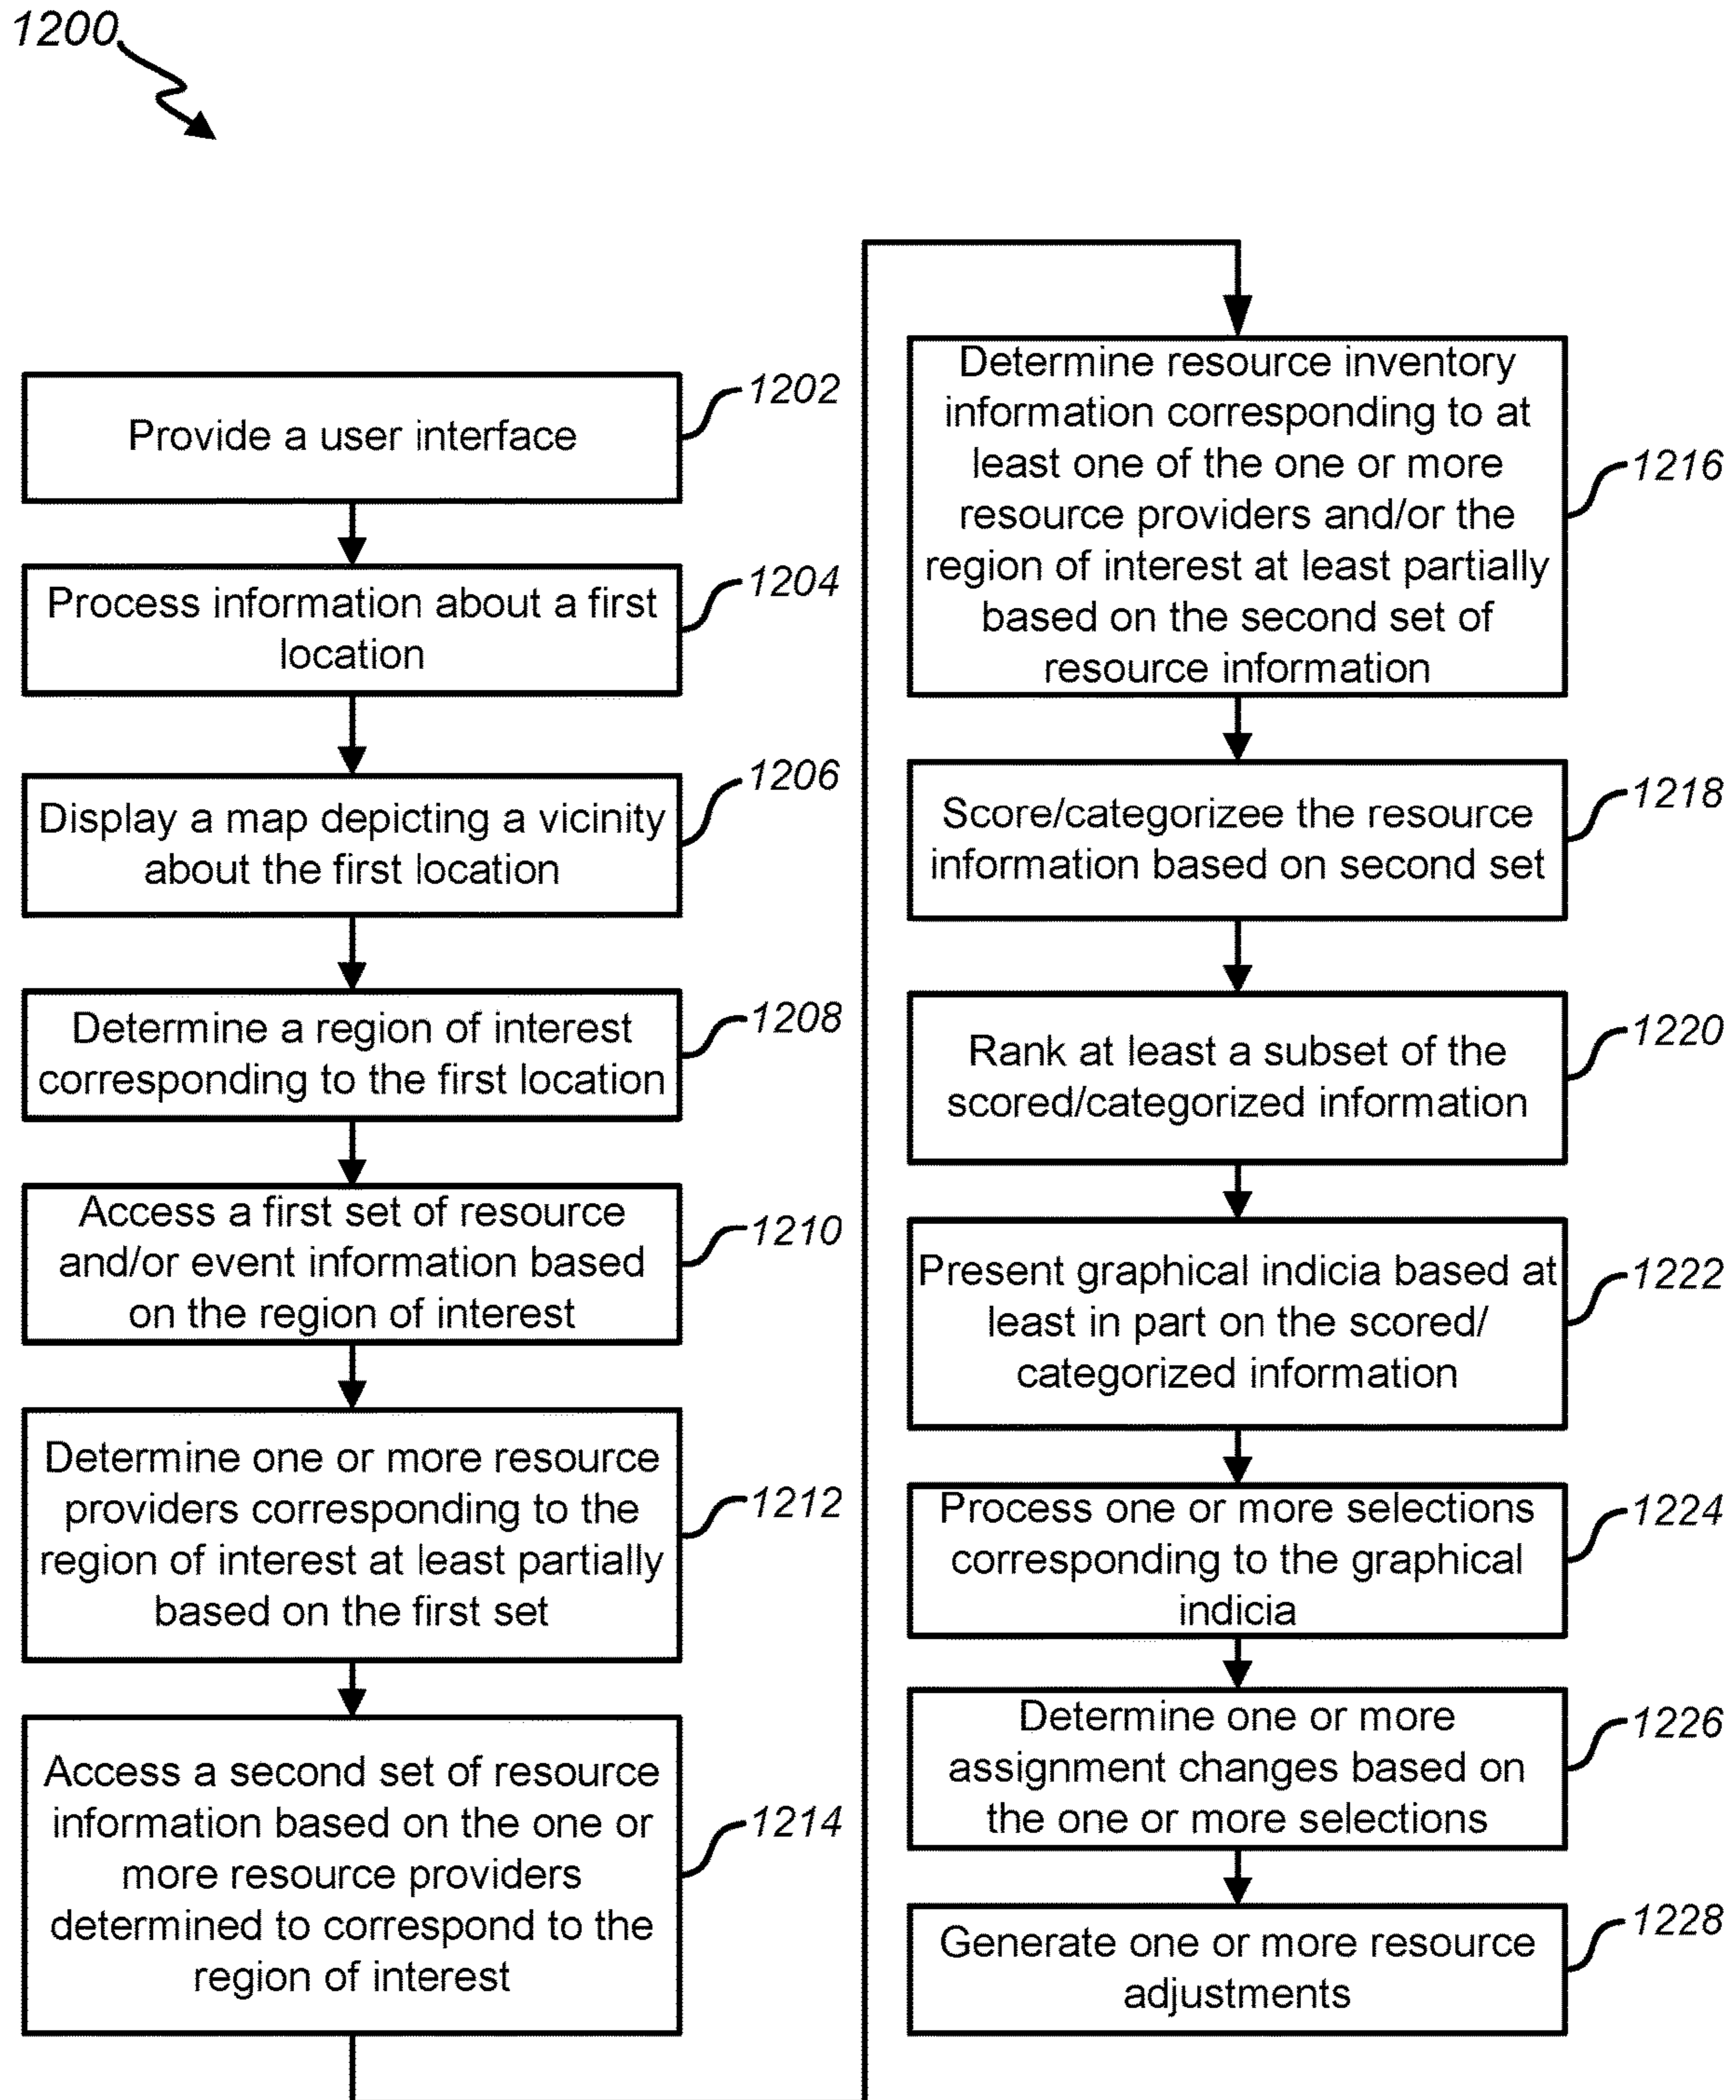 1200
Provide a user interface
1202
Process information about a first
location
1204
Display a map depicting a vicinity
about the first location
1206
Determine a region of interest
corresponding to the first location
1208
Access a first set of resource
and/or event information based
on the region of interest
1210
Determine one or more resource
providers corresponding to the
region of interest at least partially
based on the first set
1212
Access a second set of resource
information based on the one or
more resource providers
determined to correspond to the
region of interest
1214
Determine resource inventory
information corresponding to at
least one of the one or more
resource providers and/or the
region of interest at least partially
based on the second set of
resource information
1216
Score/categorizee the resource
information based on second set
1218
Rank at least a subset of the
scored/categorized information
1220
Present graphical indicia based at
least in part on the scored/
categorized information
1222
Process one or more selections
corresponding to the graphical
indicia
1224
Determine one or more
assignment changes based on
the one or more selections
1226
Generate one or more resource
adjustments
1228